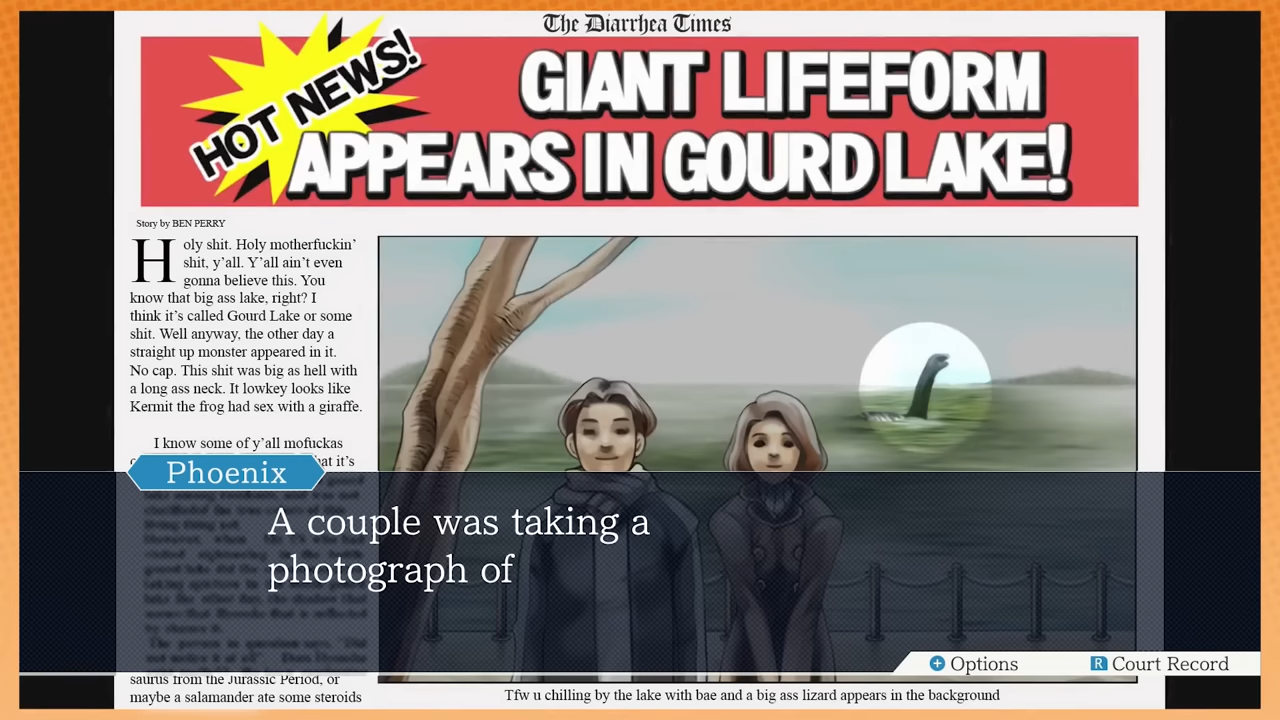 The Diarrhea Times
HOT NEWS!
GIANT LIFEFORM
APPEARS IN GOURD LAKE!
Story by BEN PERRY
Holy shit. Holy motherfuckin’
shit, y’all. Y’all ain’t even
gonna believe this. You
know that big ass lake, right? I
think it’s called Gourd Lake or some
shit. Well anyway, the other day a
straight up monster appeared in it.
No cap. This shit was big as hell with
a long ass neck. It lowkey looks like
Kermit the frog had sex with a giraffe.
I know some of y’all mofuckas
it’s
Phoenix
A couple was taking a
photograph of
Options
Court Record
saurus from the Jurassic Period, or
maybe a salamander ate some steroids
Tfw u chilling by the lake with bae and a big ass lizard appears in the background